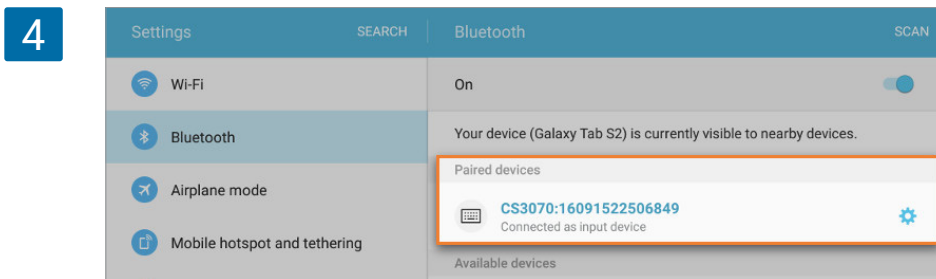 4
Settings SEARCH Bluetooth SCAN
Wi-Fi On
Bluetooth Your device (Galaxy Tab S2) is currently visible to nearby devices.
Paired devices
Airplane mode CS3070:16091522506849
Connected as input device
Mobile hotspot and tethering
Available devices